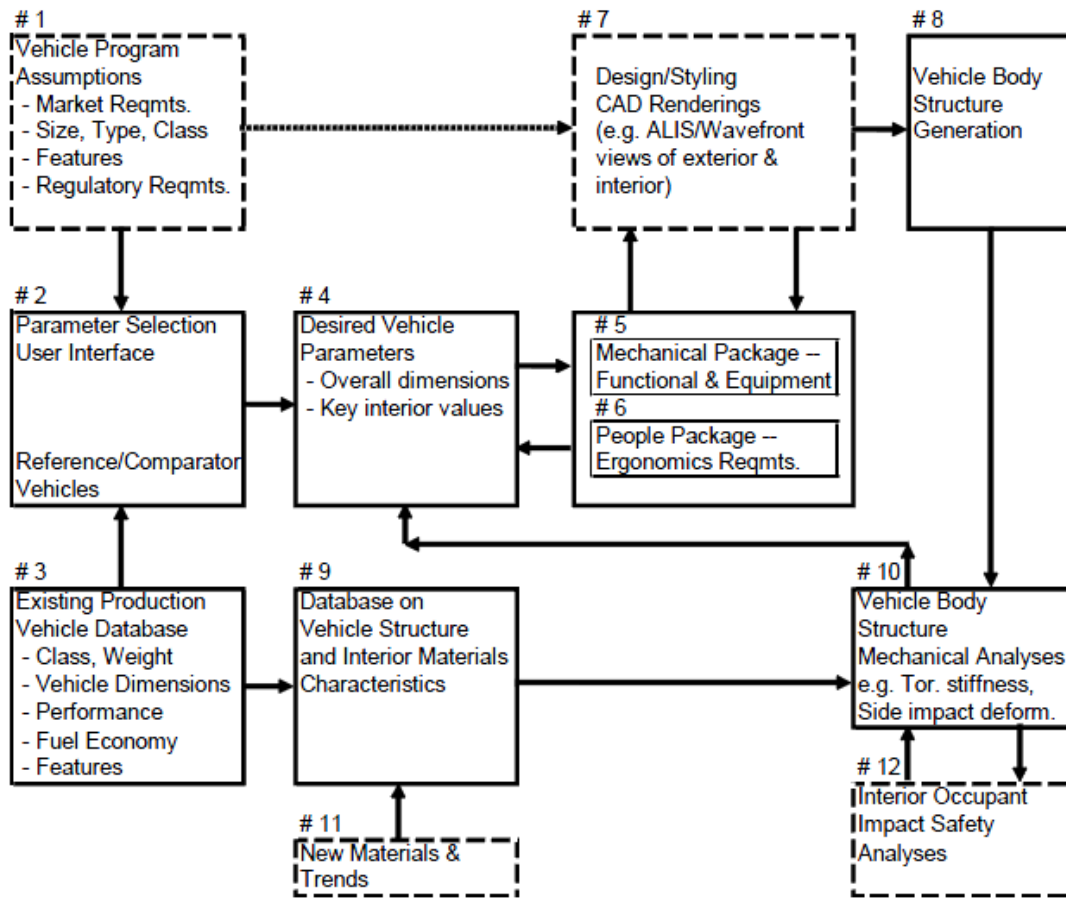 # 1
Vehicle Program
Assumptions
- Market Reqmts.
- Size, Type, Class
- Features
- Regulatory Reqmts.
# 7
Design/Styling
CAD Renderings
(e.g. ALIS/Wavefront
views of exterior &
interior)
# 8
Vehicle Body
Structure
Generation
# 2
Parameter Selection
User Interface
Reference/Comparator
Vehicles
# 4
Desired Vehicle
Parameters
- Overall dimensions
- Key interior values
# 5
Mechanical Package --
Functional & Equipment
# 6
People Package --
Ergonomics Reqmts.
# 3
Existing Production
Vehicle Database
- Class, Weight
- Vehicle Dimensions
- Performance
- Fuel Economy
- Features
# 9
Database on
Vehicle Structure
and Interior Materials
Characteristics
# 10
Vehicle Body
Structure
Mechanical Analyses
e.g. Tor. stiffness,
Side impact deform.
# 11
New Materials &
Trends
# 12
Interior Occupant
Impact Safety
Analyses